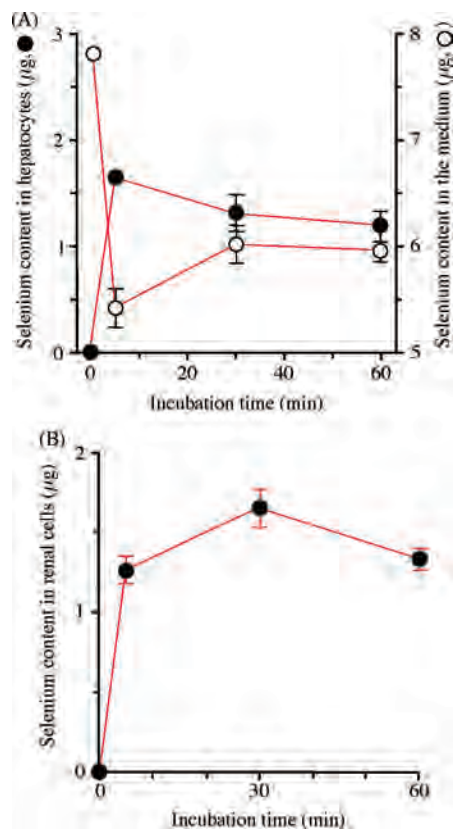 (A)
Selenium content in hepatocytes (μg, ●
3
2
1
0
Selenium content in the medium (μg, ○
8
7
6
5
0 20 40 60
Incubation time (min)
(B)
Selenium content in renal cells (μg)
2
1
0
0 30 60
Incubation time (min)